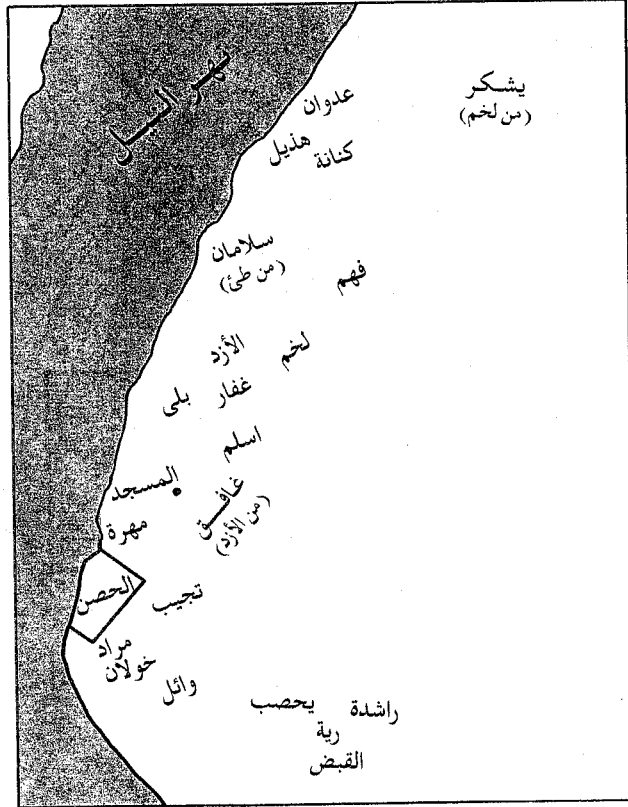 نهر النيل
يشكر
(من لخم)
عدوان
هذيل
كنانة
سلامان
(من طئ)
فهم
لخم
الأزد
غفار
بلى
اسلم
المسجد
غافق
(من الأزد)
مهرة
الحصن
تجيب
مراد
خولان
وائل
راشدة
يحصب
رية
القبض